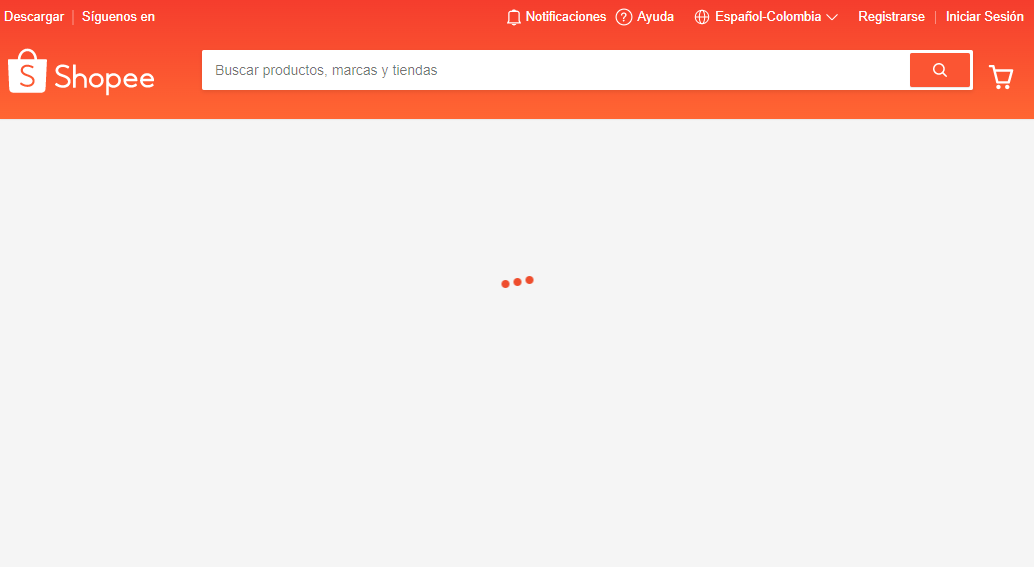 Descargar | Síguenos en Notificaciones Ayuda Español-Colombia Registrarse | Iniciar Sesión
Shopee Buscar productos, marcas y tiendas